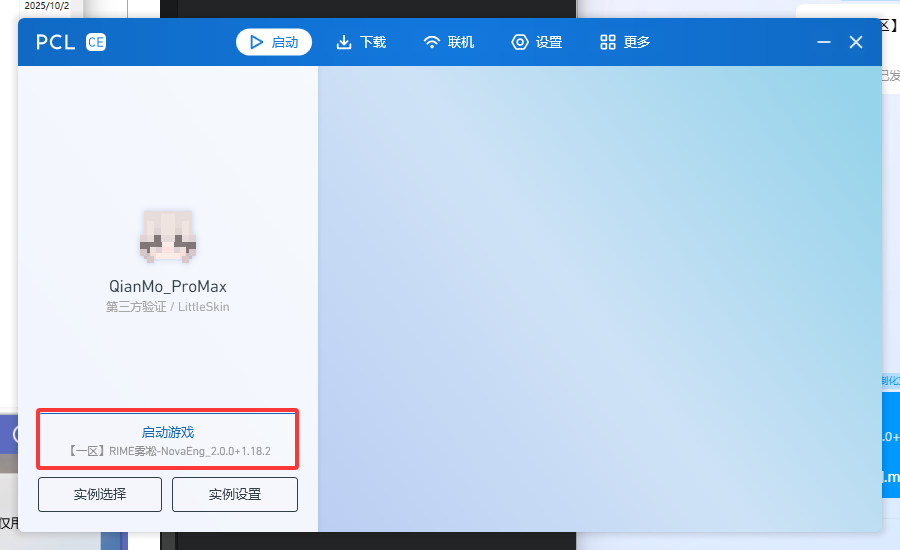 2025/10/2
PCL CE
启动
下载
联机
设置
更多
区】
已发
QianMo_ProMax
第三方验证 / LittleSkin
启动游戏
【一区】RIME雾凇-NovaEng_2.0.0+1.18.2
实例选择
实例设置
制化
.0+
.m
仅用